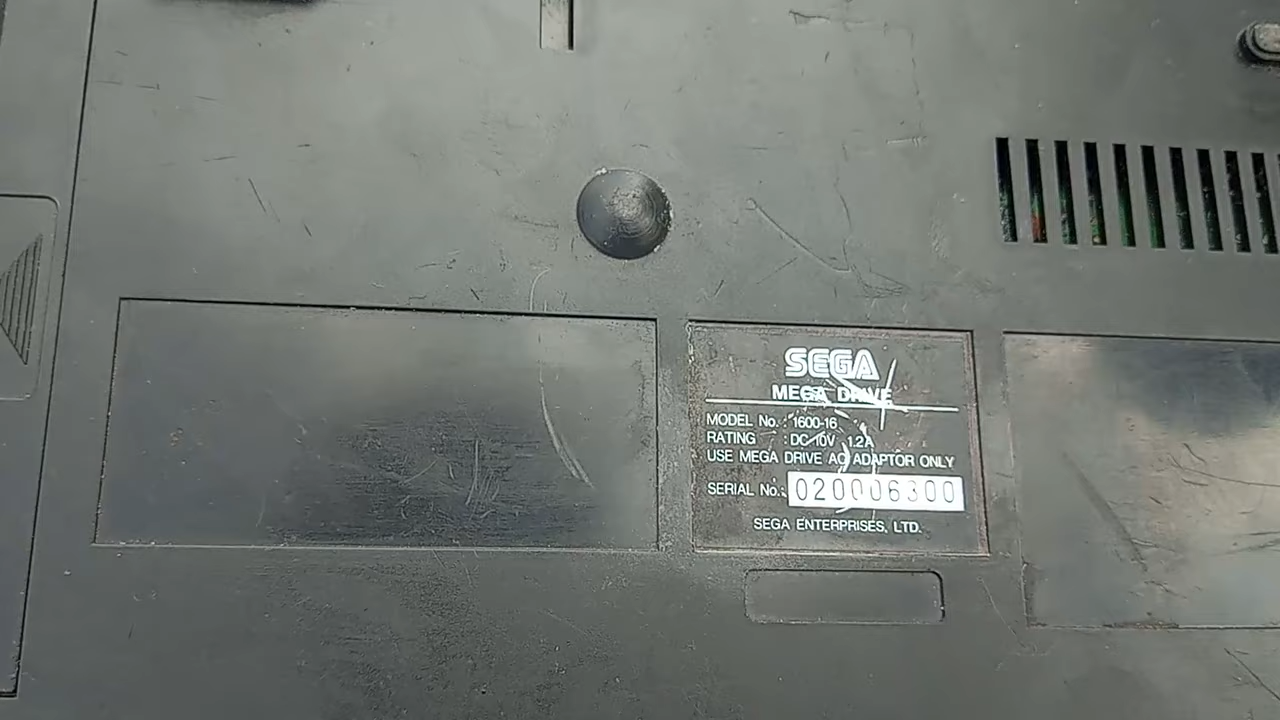 SEGA
MEGA DRIVE
MODEL No. : 1600-16
RATING : DC 10V 1.2A
USE MEGA DRIVE AC ADAPTOR ONLY
SERIAL No. : 020006300
SEGA ENTERPRISES, LTD.